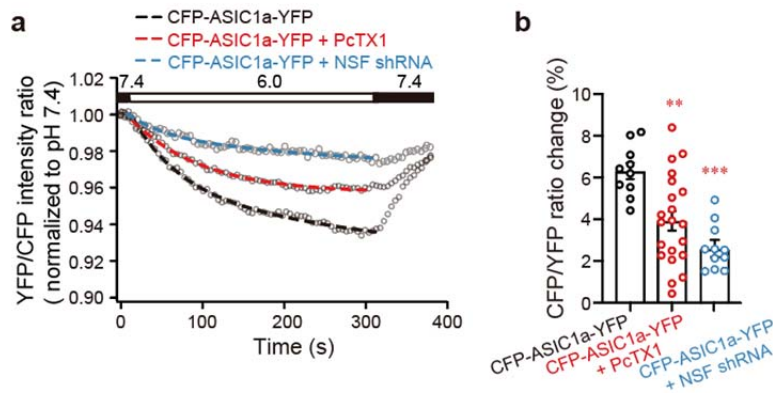 a
CFP-ASIC1a-YFP
CFP-ASIC1a-YFP + PcTX1
CFP-ASIC1a-YFP + NSF shRNA
7.4 6.0 7.4
YFP/CFP intensity ratio
( normalized to pH 7.4)
1.02
1.00
0.98
0.96
0.94
0.92
0.90
0 100 200 300 400
Time (s)
b
CFP/YFP ratio change (%)
10
8
6
4
2
0
**
***
CFP-ASIC1a-YFP
CFP-ASIC1a-YFP
+ PcTX1
CFP-ASIC1a-YFP
+ NSF shRNA